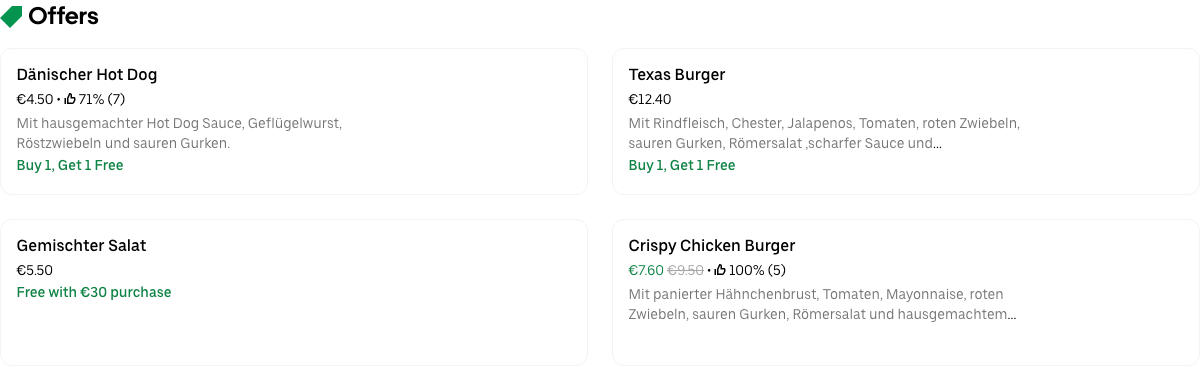 Offers
Dänischer Hot Dog
€4.50 • 71% (7)
Mit hausgemachter Hot Dog Sauce, Geflügelwurst,
Röstzwiebeln und sauren Gurken.
Buy 1, Get 1 Free
Texas Burger
€12.40
Mit Rindfleisch, Chester, Jalapenos, Tomaten, roten Zwiebeln,
sauren Gurken, Römersalat ,scharfer Sauce und...
Buy 1, Get 1 Free
Gemischter Salat
€5.50
Free with €30 purchase
Crispy Chicken Burger
€7.60 €9.50 • 100% (5)
Mit panierter Hähnchenbrust, Tomaten, Mayonnaise, roten
Zwiebeln, sauren Gurken, Römersalat und hausgemachtem...